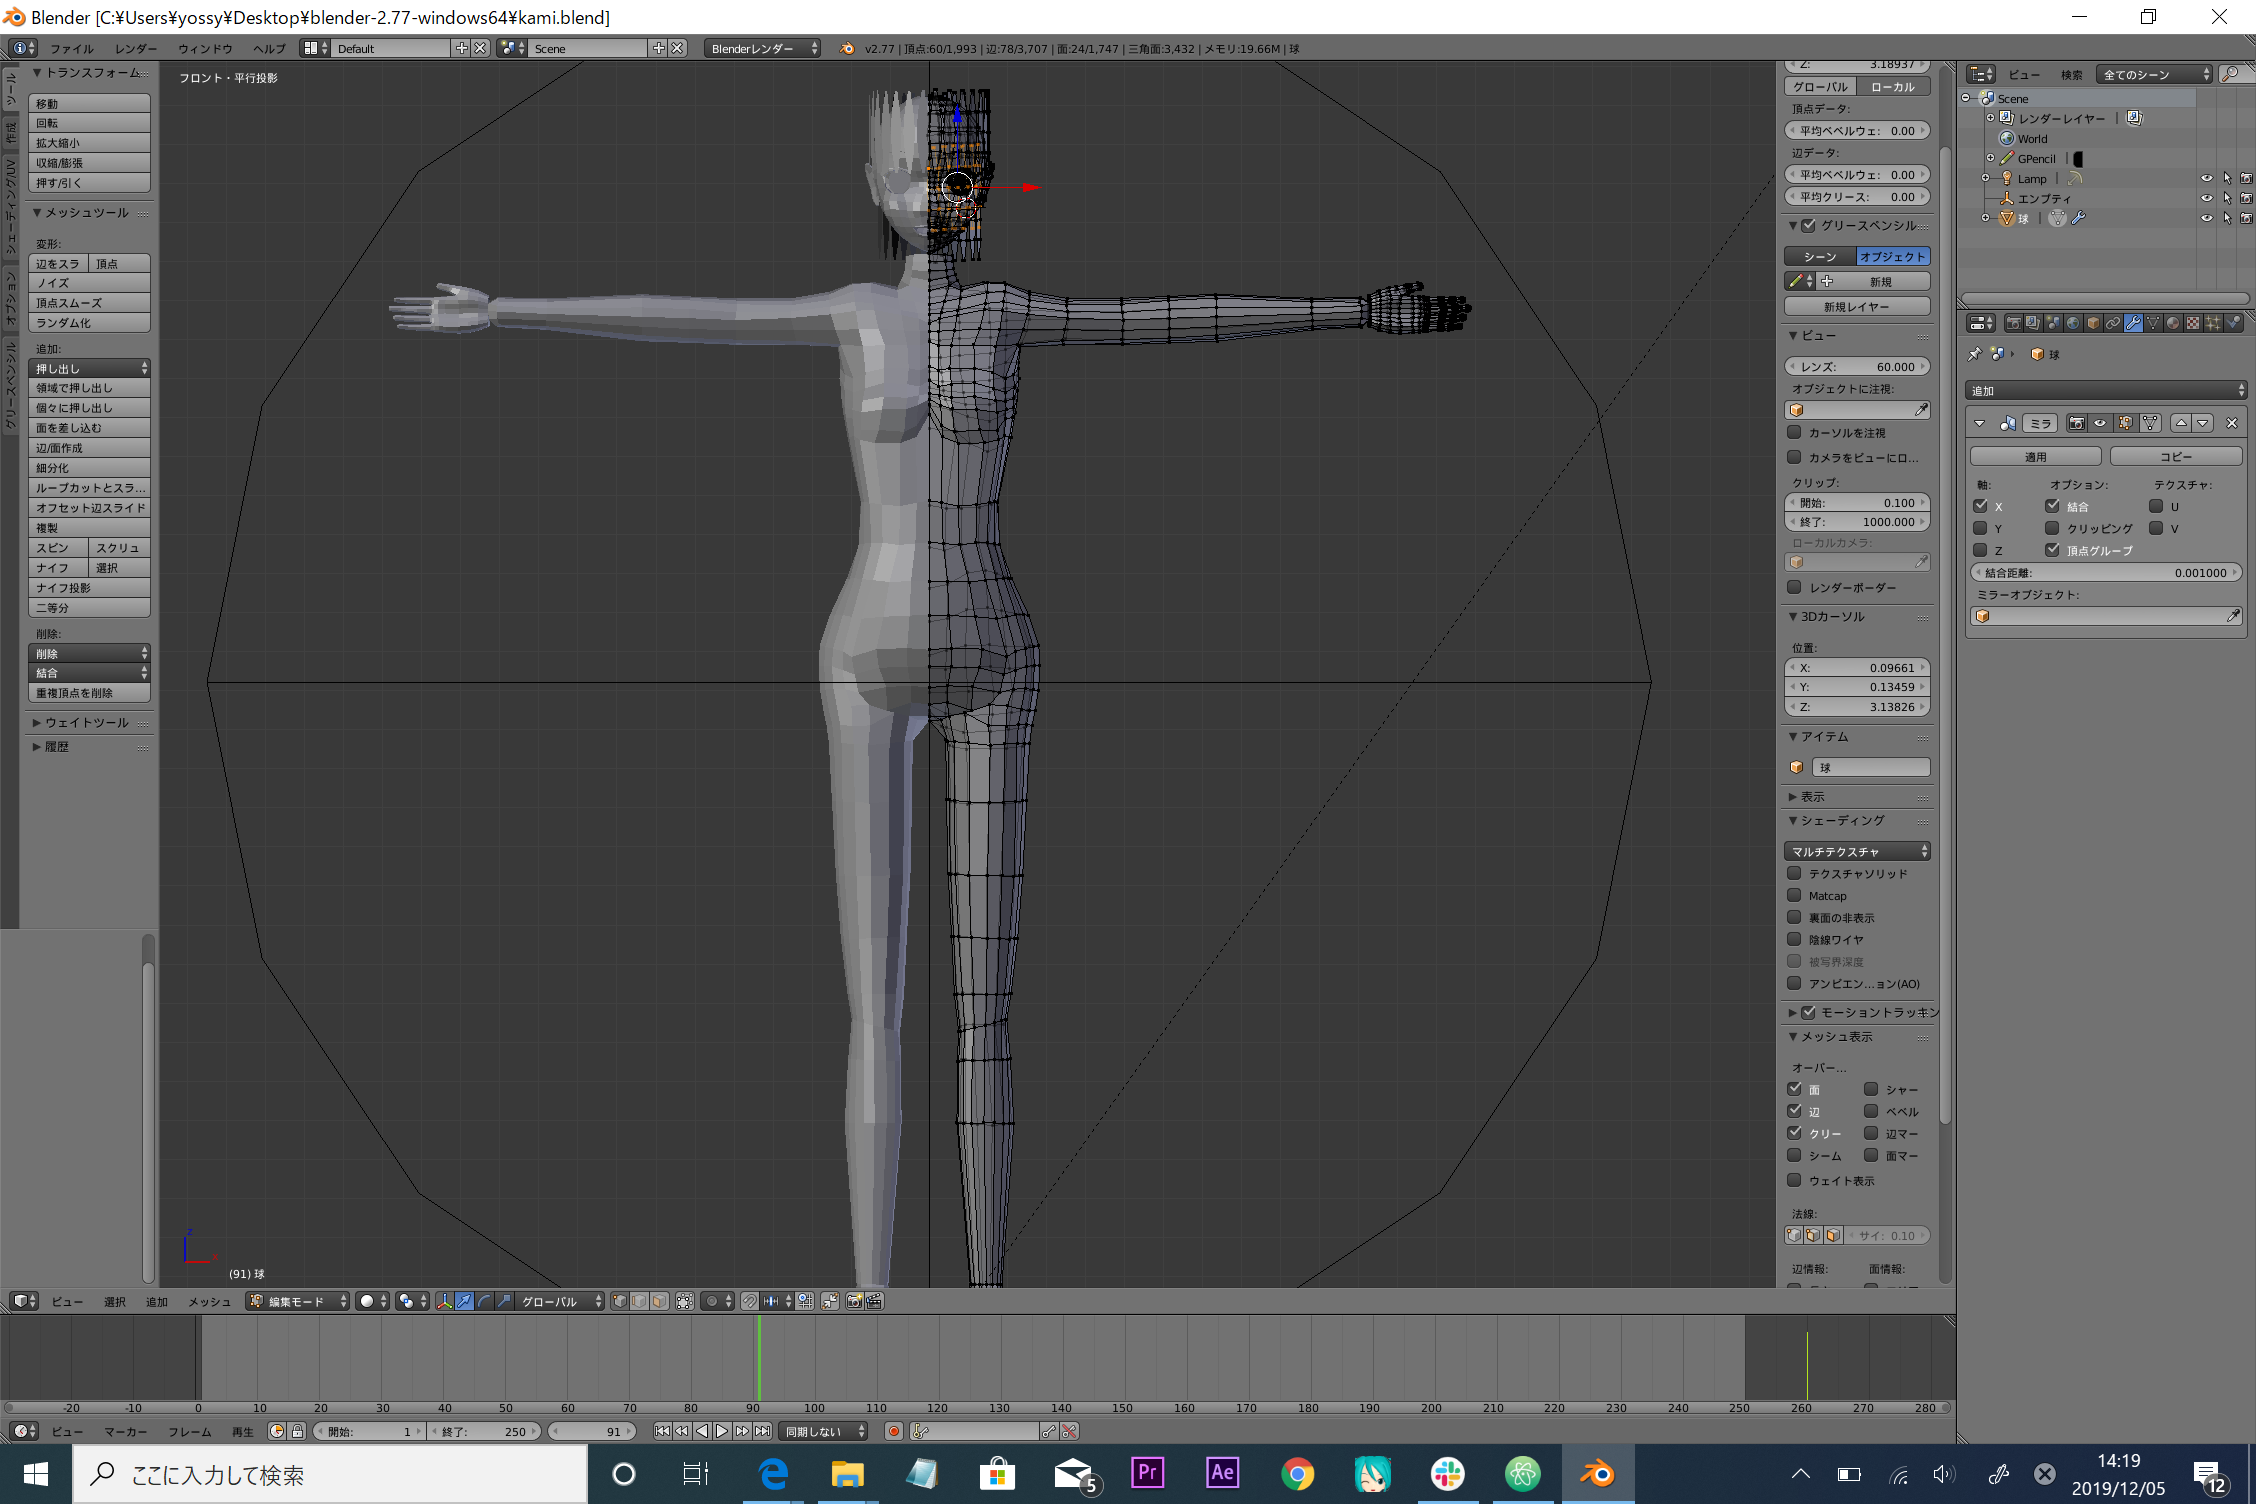 Blender [C:¥Users¥yossy¥Desktop¥blender-2.77-windows64¥kami.blend]
ファイル レンダー ウィンドウ ヘルプ Default Scene Blenderレンダー v2.77 | 頂点:60/1,993 | 辺:78/3,707 | 面:24/1,747 | 三角面:3,432 | メモリ:19.66M | 球
ツール
作成
シェーディング/UV
オプション
グリースペンシル
トランスフォーム
移動
回転
拡大縮小
収縮/膨張
押す/引く
メッシュツール
変形:
辺をスラ 頂点
ノイズ
頂点スムーズ
ランダム化
追加:
押し出し
領域で押し出し
個々に押し出し
面を差し込む
辺/面作成
細分化
ループカットとスラ...
オフセット辺スライド
複製
スピン スクリュ
ナイフ 選択
ナイフ投影
二等分
削除:
削除
結合
重複頂点を削除
ウェイトツール
履歴
フロント・平行投影
(91) 球
Z: 3.18937
グローバル ローカル
頂点データ:
平均ベベルウェ: 0.00
辺データ:
平均ベベルウェ: 0.00
平均クリース: 0.00
グリースペンシル
シーン オブジェクト
新規
新規レイヤー
ビュー
レンズ: 60.000
オブジェクトに注視:
カーソルを注視
カメラをビューにロ...
クリップ:
開始: 0.100
終了: 1000.000
ローカルカメラ:
レンダーボーダー
3Dカーソル
位置:
X: 0.09661
Y: 0.13459
Z: 3.13826
アイテム
球
表示
シェーディング
マルチテクスチャ
テクスチャソリッド
Matcap
裏面の非表示
陰線ワイヤ
被写界深度
アンビエン...ョン(AO)
モーショントラッキン
メッシュ表示
オーバー...
面 シャー
辺 ベベル
クリー 辺マー
シーム 面マー
ウェイト表示
法線:
サイ: 0.10
辺情報: 面情報:
ビュー 検索 全てのシーン
Scene
レンダーレイヤー
World
GPencil
Lamp
エンプティ
球
球
追加
ミラ
適用 コピー
軸: オプション: テクスチャ:
X 結合 U
Y クリッピング V
Z 頂点グループ
結合距離: 0.001000
ミラーオブジェクト:
ビュー 選択 追加 メッシュ 編集モード グローバル
-20 -10 0 10 20 30 40 50 60 70 80 90 100 110 120 130 140 150 160 170 180 190 200 210 220 230 240 250 260 270 280
ビュー マーカー フレーム 再生 開始: 1 終了: 250 91 同期しない
ここに入力して検索
5
Pr
Ae
14:19
2019/12/05
12